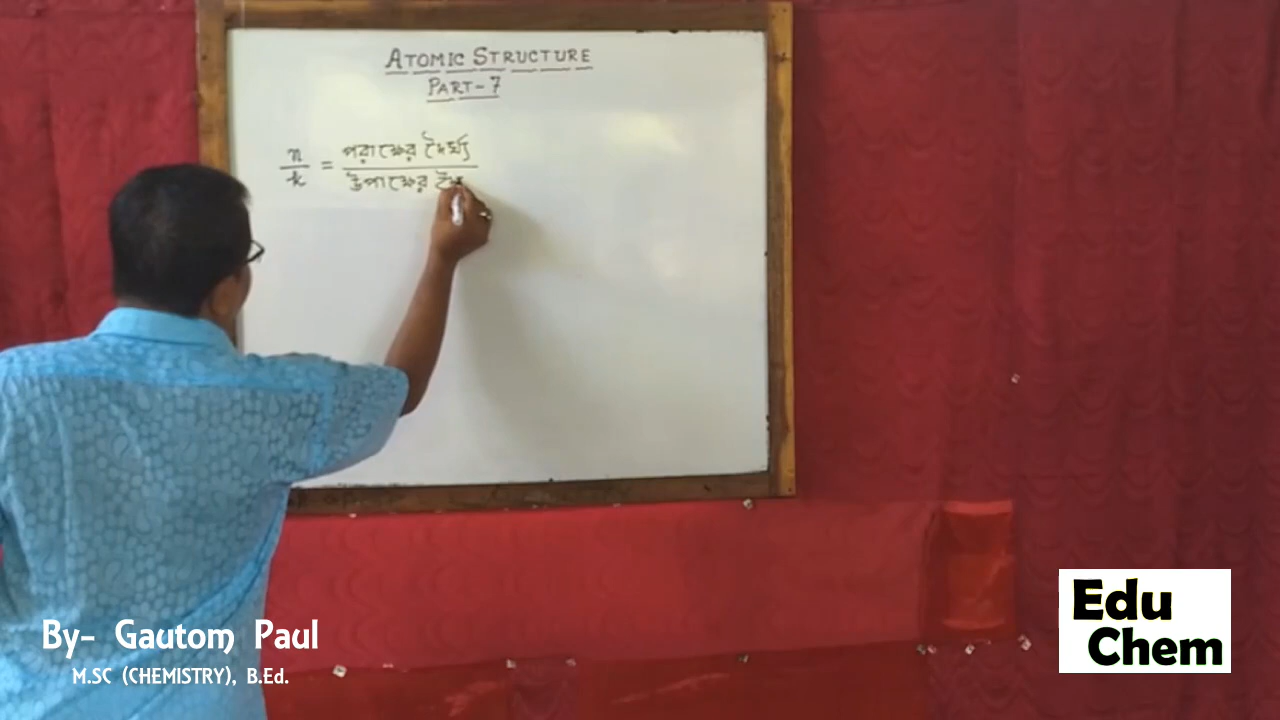 ATOMIC STRUCTURE
PART-7
n/k = পরাক্ষের দৈর্ঘ্য
উপাক্ষের
By- Gautom Paul
M.SC (CHEMISTRY), B.Ed.
Edu
Chem